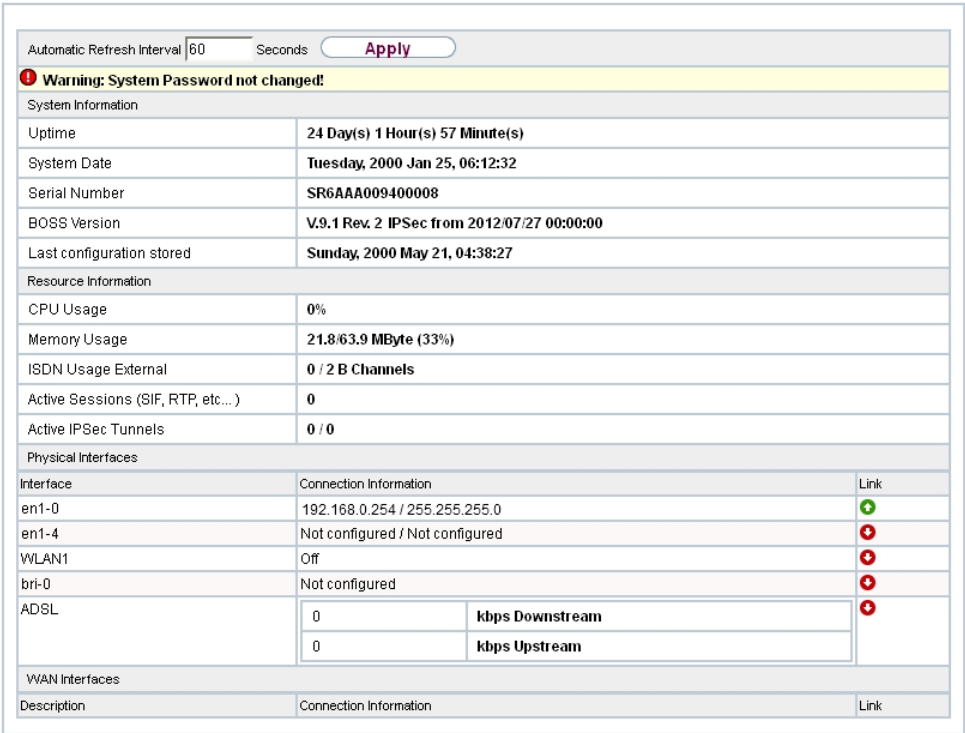 Automatic Refresh Interval 60 Seconds Apply
Warning: System Password not changed!
System Information
Uptime 24 Day(s) 1 Hour(s) 57 Minute(s)
System Date Tuesday, 2000 Jan 25, 06:12:32
Serial Number SR6AAA009400008
BOSS Version V.9.1 Rev. 2 IPSec from 2012/07/27 00:00:00
Last configuration stored Sunday, 2000 May 21, 04:38:27
Resource Information
CPU Usage 0%
Memory Usage 21.8/63.9 MByte (33%)
ISDN Usage External 0 / 2 B Channels
Active Sessions (SIF, RTP, etc... ) 0
Active IPSec Tunnels 0 / 0
Physical Interfaces
Interface Connection Information Link
en1-0 192.168.0.254 / 255.255.255.0
en1-4 Not configured / Not configured
WLAN1 Off
bri-0 Not configured
ADSL 0 kbps Downstream
0 kbps Upstream
WAN Interfaces
Description Connection Information Link